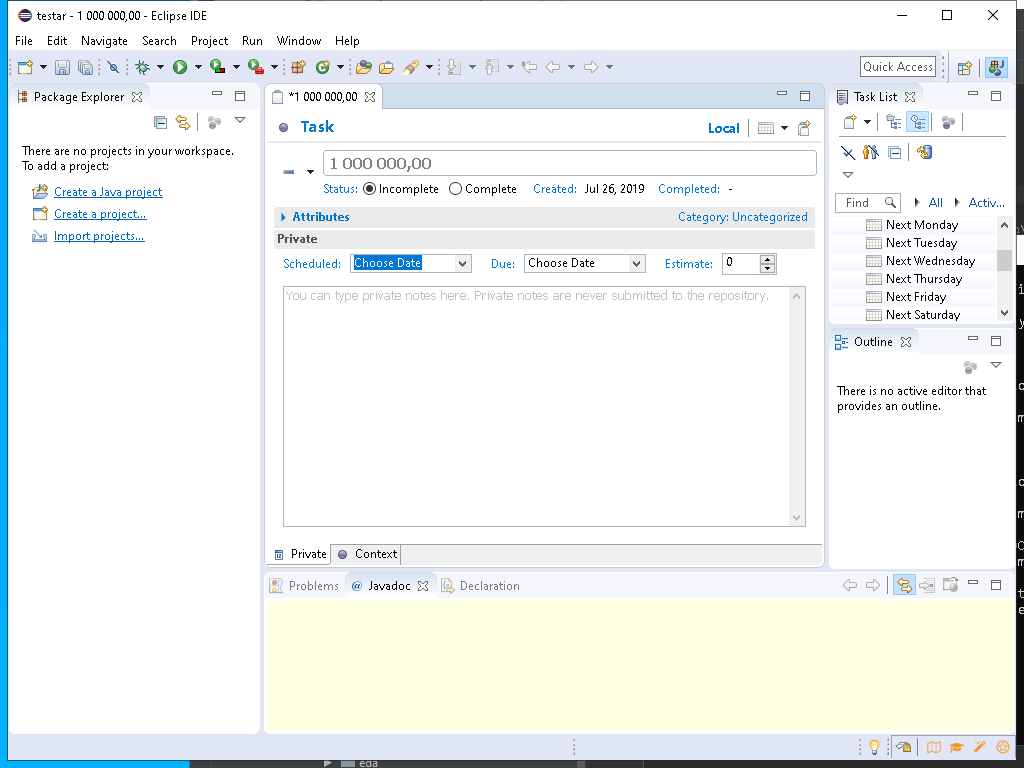 testar - 1 000 000,00 - Eclipse IDE
File Edit Navigate Search Project Run Window Help
Quick Access
Package Explorer
There are no projects in your workspace.
To add a project:
Create a Java project
Create a project...
Import projects...
*1 000 000,00
Task
Local
1 000 000,00
Status: Incomplete Complete Created: Jul 26, 2019 Completed: -
Attributes Category: Uncategorized
Private
Scheduled: Choose Date Due: Choose Date Estimate: 0
You can type private notes here. Private notes are never submitted to the repository.
Private Context
Task List
Find All Activ...
Next Monday
Next Tuesday
Next Wednesday
Next Thursday
Next Friday
Next Saturday
Outline
There is no active editor that
provides an outline.
Problems @ Javadoc Declaration
eda